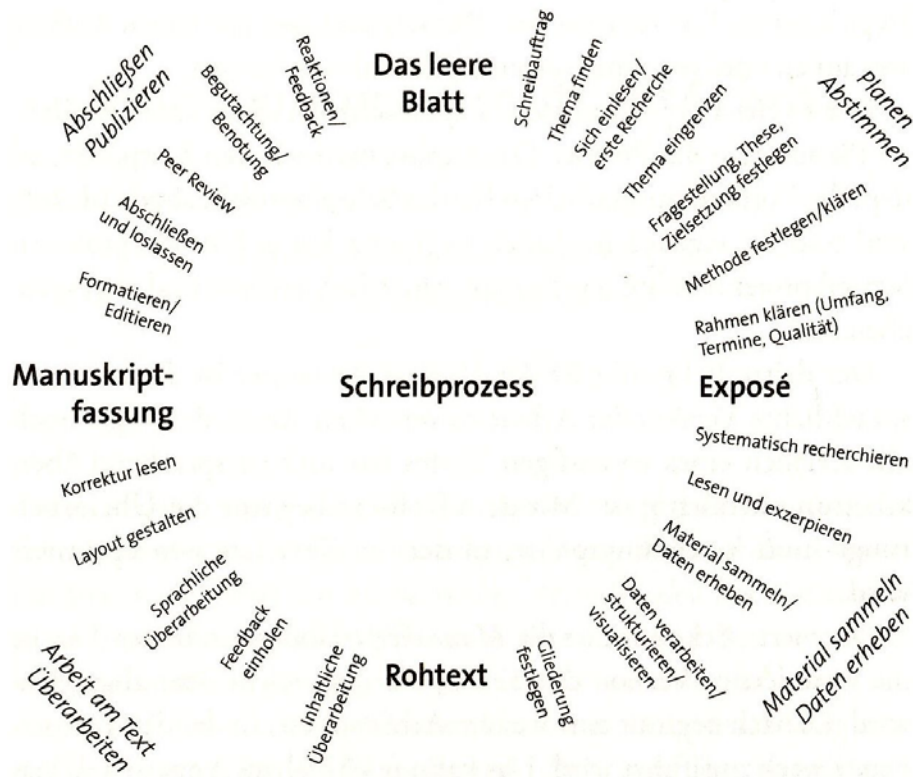 Das leere
Blatt
Schreibauftrag
Thema finden
Sich einlesen/
erste Recherche
Thema eingrenzen
Fragestellung, These,
Zielsetzung festlegen
Planen
Abstimmen
Methode festlegen/klären
Rahmen klären (Umfang,
Termine, Qualität)
Exposé
Systematisch recherchieren
Lesen und exzerpieren
Material sammeln/
Daten erheben
Daten verarbeiten/
strukturieren/
visualisieren
Material sammeln
Daten erheben
Gliederung
festlegen
Rohtext
Inhaltliche
Überarbeitung
Feedback
einholen
Sprachliche
Überarbeitung
Arbeit am Text
Überarbeiten
Layout gestalten
Korrektur lesen
Manuskript-
fassung
Formatieren/
Editieren
Abschließen
und loslassen
Peer Review
Abschließen
Publizieren
Begutachtung/
Benotung
Reaktionen/
Feedback
Schreibprozess